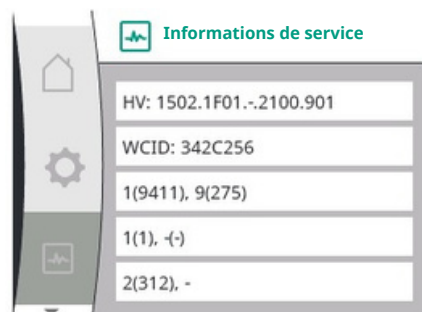 Informations de service
HV: 1502.1F01.-.2100.901
WCID: 342C256
1(9411), 9(275)
1(1), -(-)
2(312), -